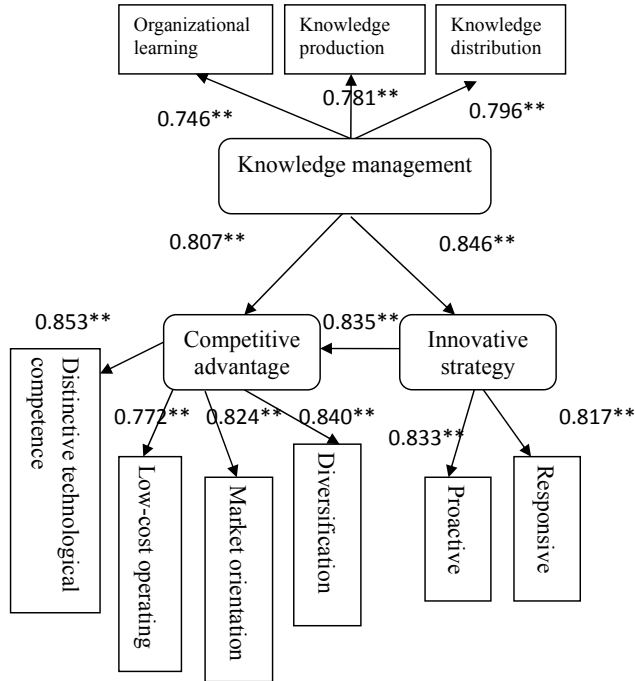 Organizational
learning
Knowledge
production
Knowledge
distribution
0.746**
0.781**
0.796**
Knowledge management
0.807**
0.846**
0.853**
Competitive
advantage
0.835**
Innovative
strategy
0.772**
0.824**
0.840**
0.833**
0.817**
Distinctive technological
competence
Low-cost operating
Market orientation
Diversification
Proactive
Responsive